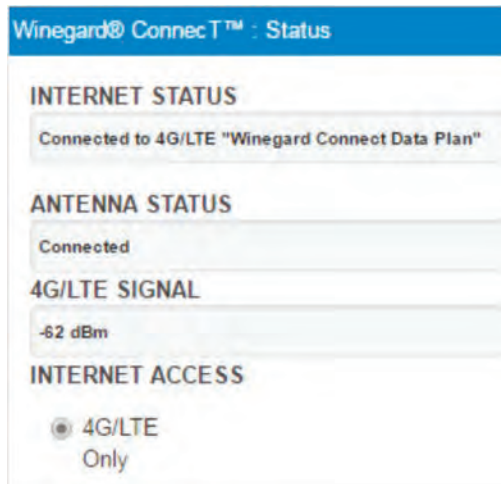 Winegard® ConnecT™ : Status
INTERNET STATUS
Connected to 4G/LTE "Winegard Connect Data Plan"
ANTENNA STATUS
Connected
4G/LTE SIGNAL
-62 dBm
INTERNET ACCESS
4G/LTE
Only